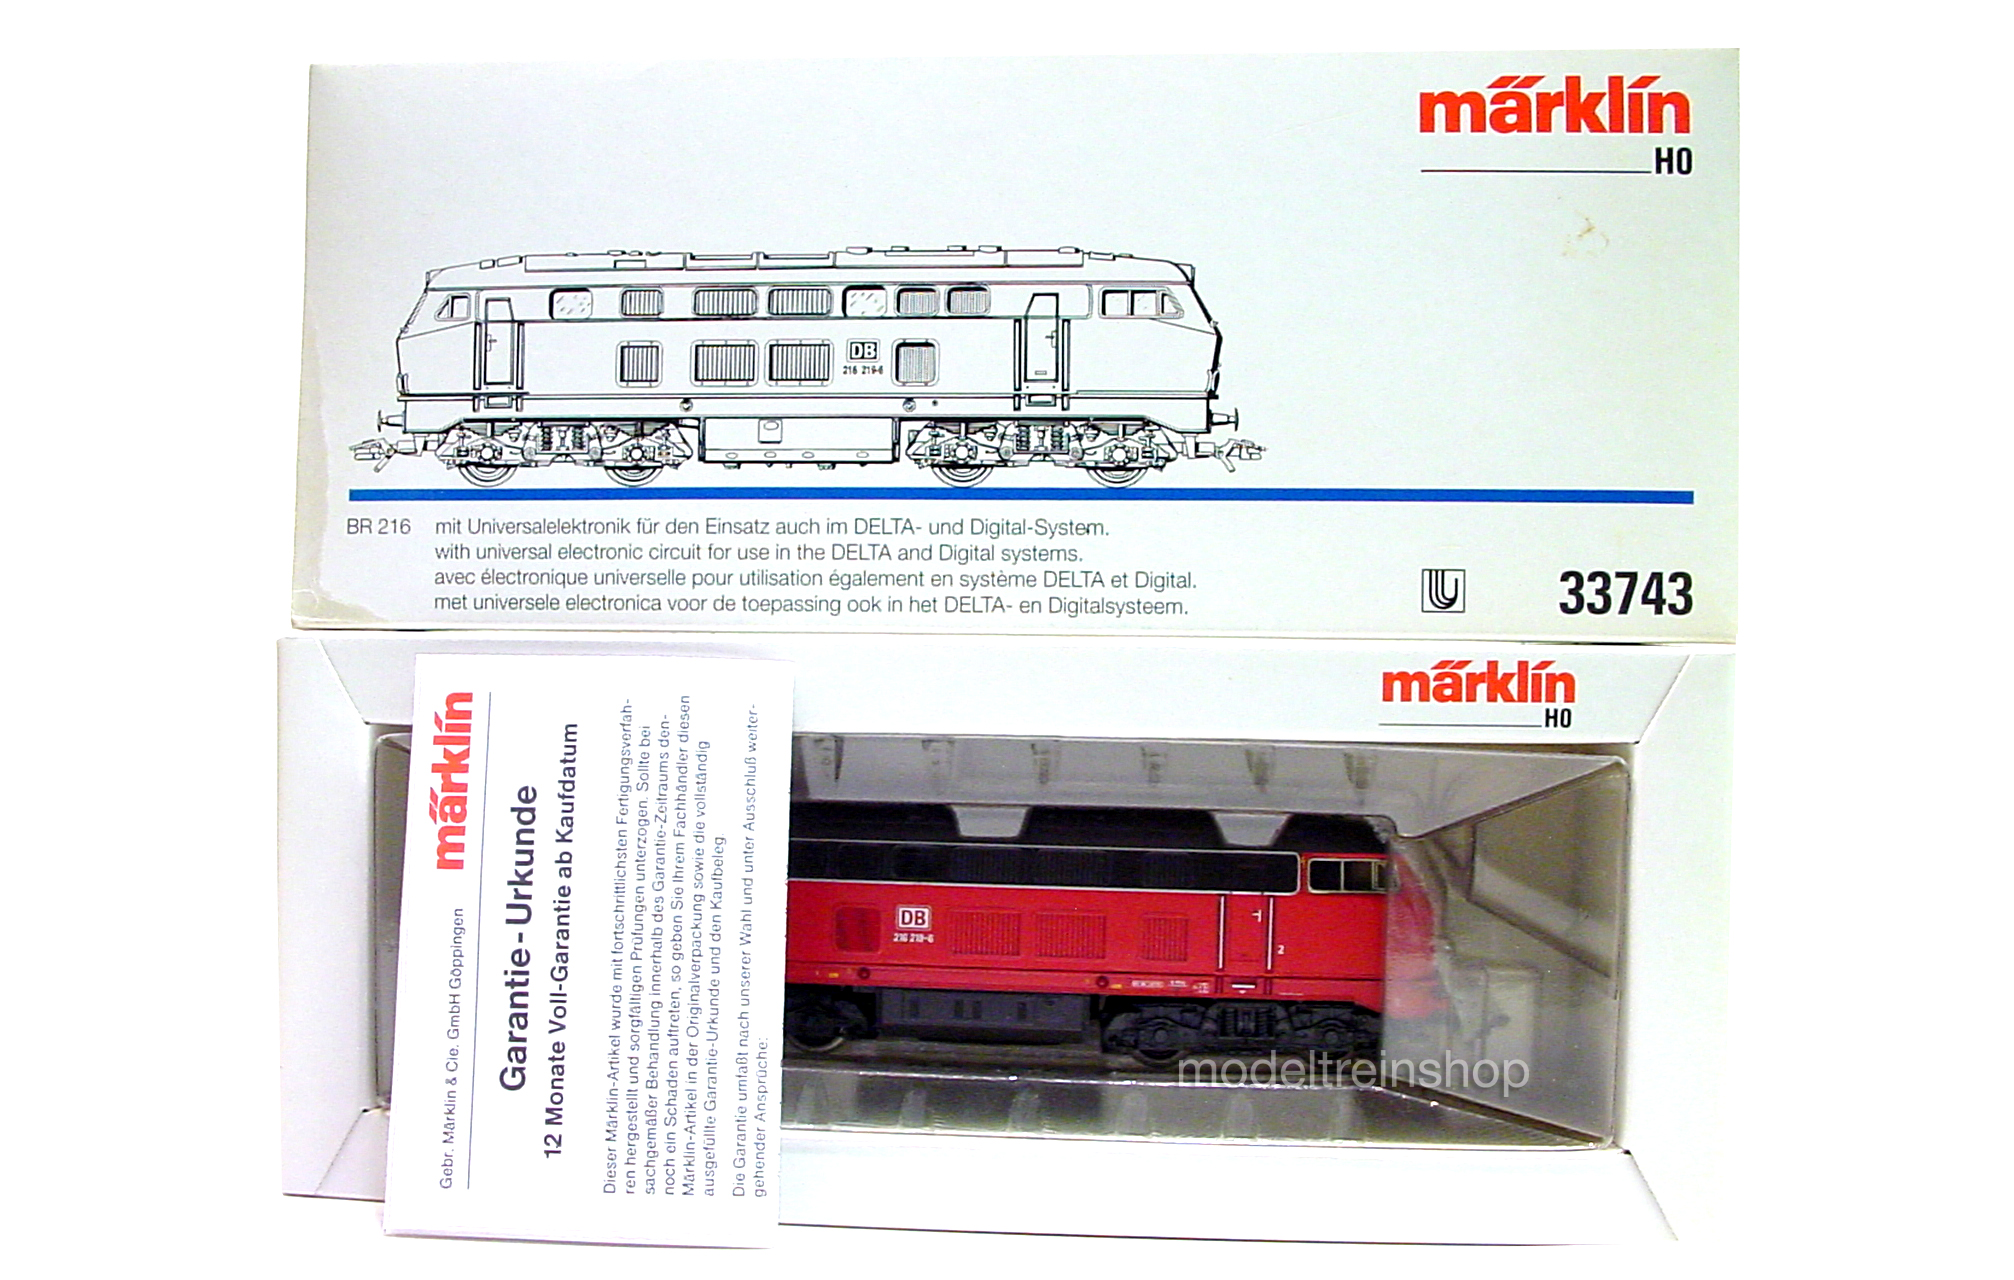 märklin
HO
DB
216 219-6
BR 216 mit Universalelektronik für den Einsatz auch im DELTA- und Digital-System.
with universal electronic circuit for use in the DELTA and Digital systems.
avec électronique universelle pour utilisation également en système DELTA et Digital.
met universele electronica voor de toepassing ook in het DELTA- en Digitalsysteem.
33743
märklin
HO
Gebr. Märklin & Cie. GmbH Göppingen
märklin
Garantie-Urkunde
12 Monate Voll-Garantie ab Kaufdatum
Dieser Märklin-Artikel wurde mit fortschrittlichsten Fertigungsverfah-
ren hergestellt und sorgfältigen Prüfungen unterzogen. Sollte bei
sachgemäßer Behandlung innerhalb des Garantie-Zeitraums den-
noch ein Schaden auftreten, so geben Sie Ihrem Fachhändler diesen
Märklin-Artikel in der Originalverpackung sowie die vollständig
ausgefüllte Garantie-Urkunde und den Kaufbeleg
Die Garantie umfaßt nach unserer Wahl und unter Ausschluß weiter-
gehender Ansprüche:
DB
216 219-6
2
modeltreinshop